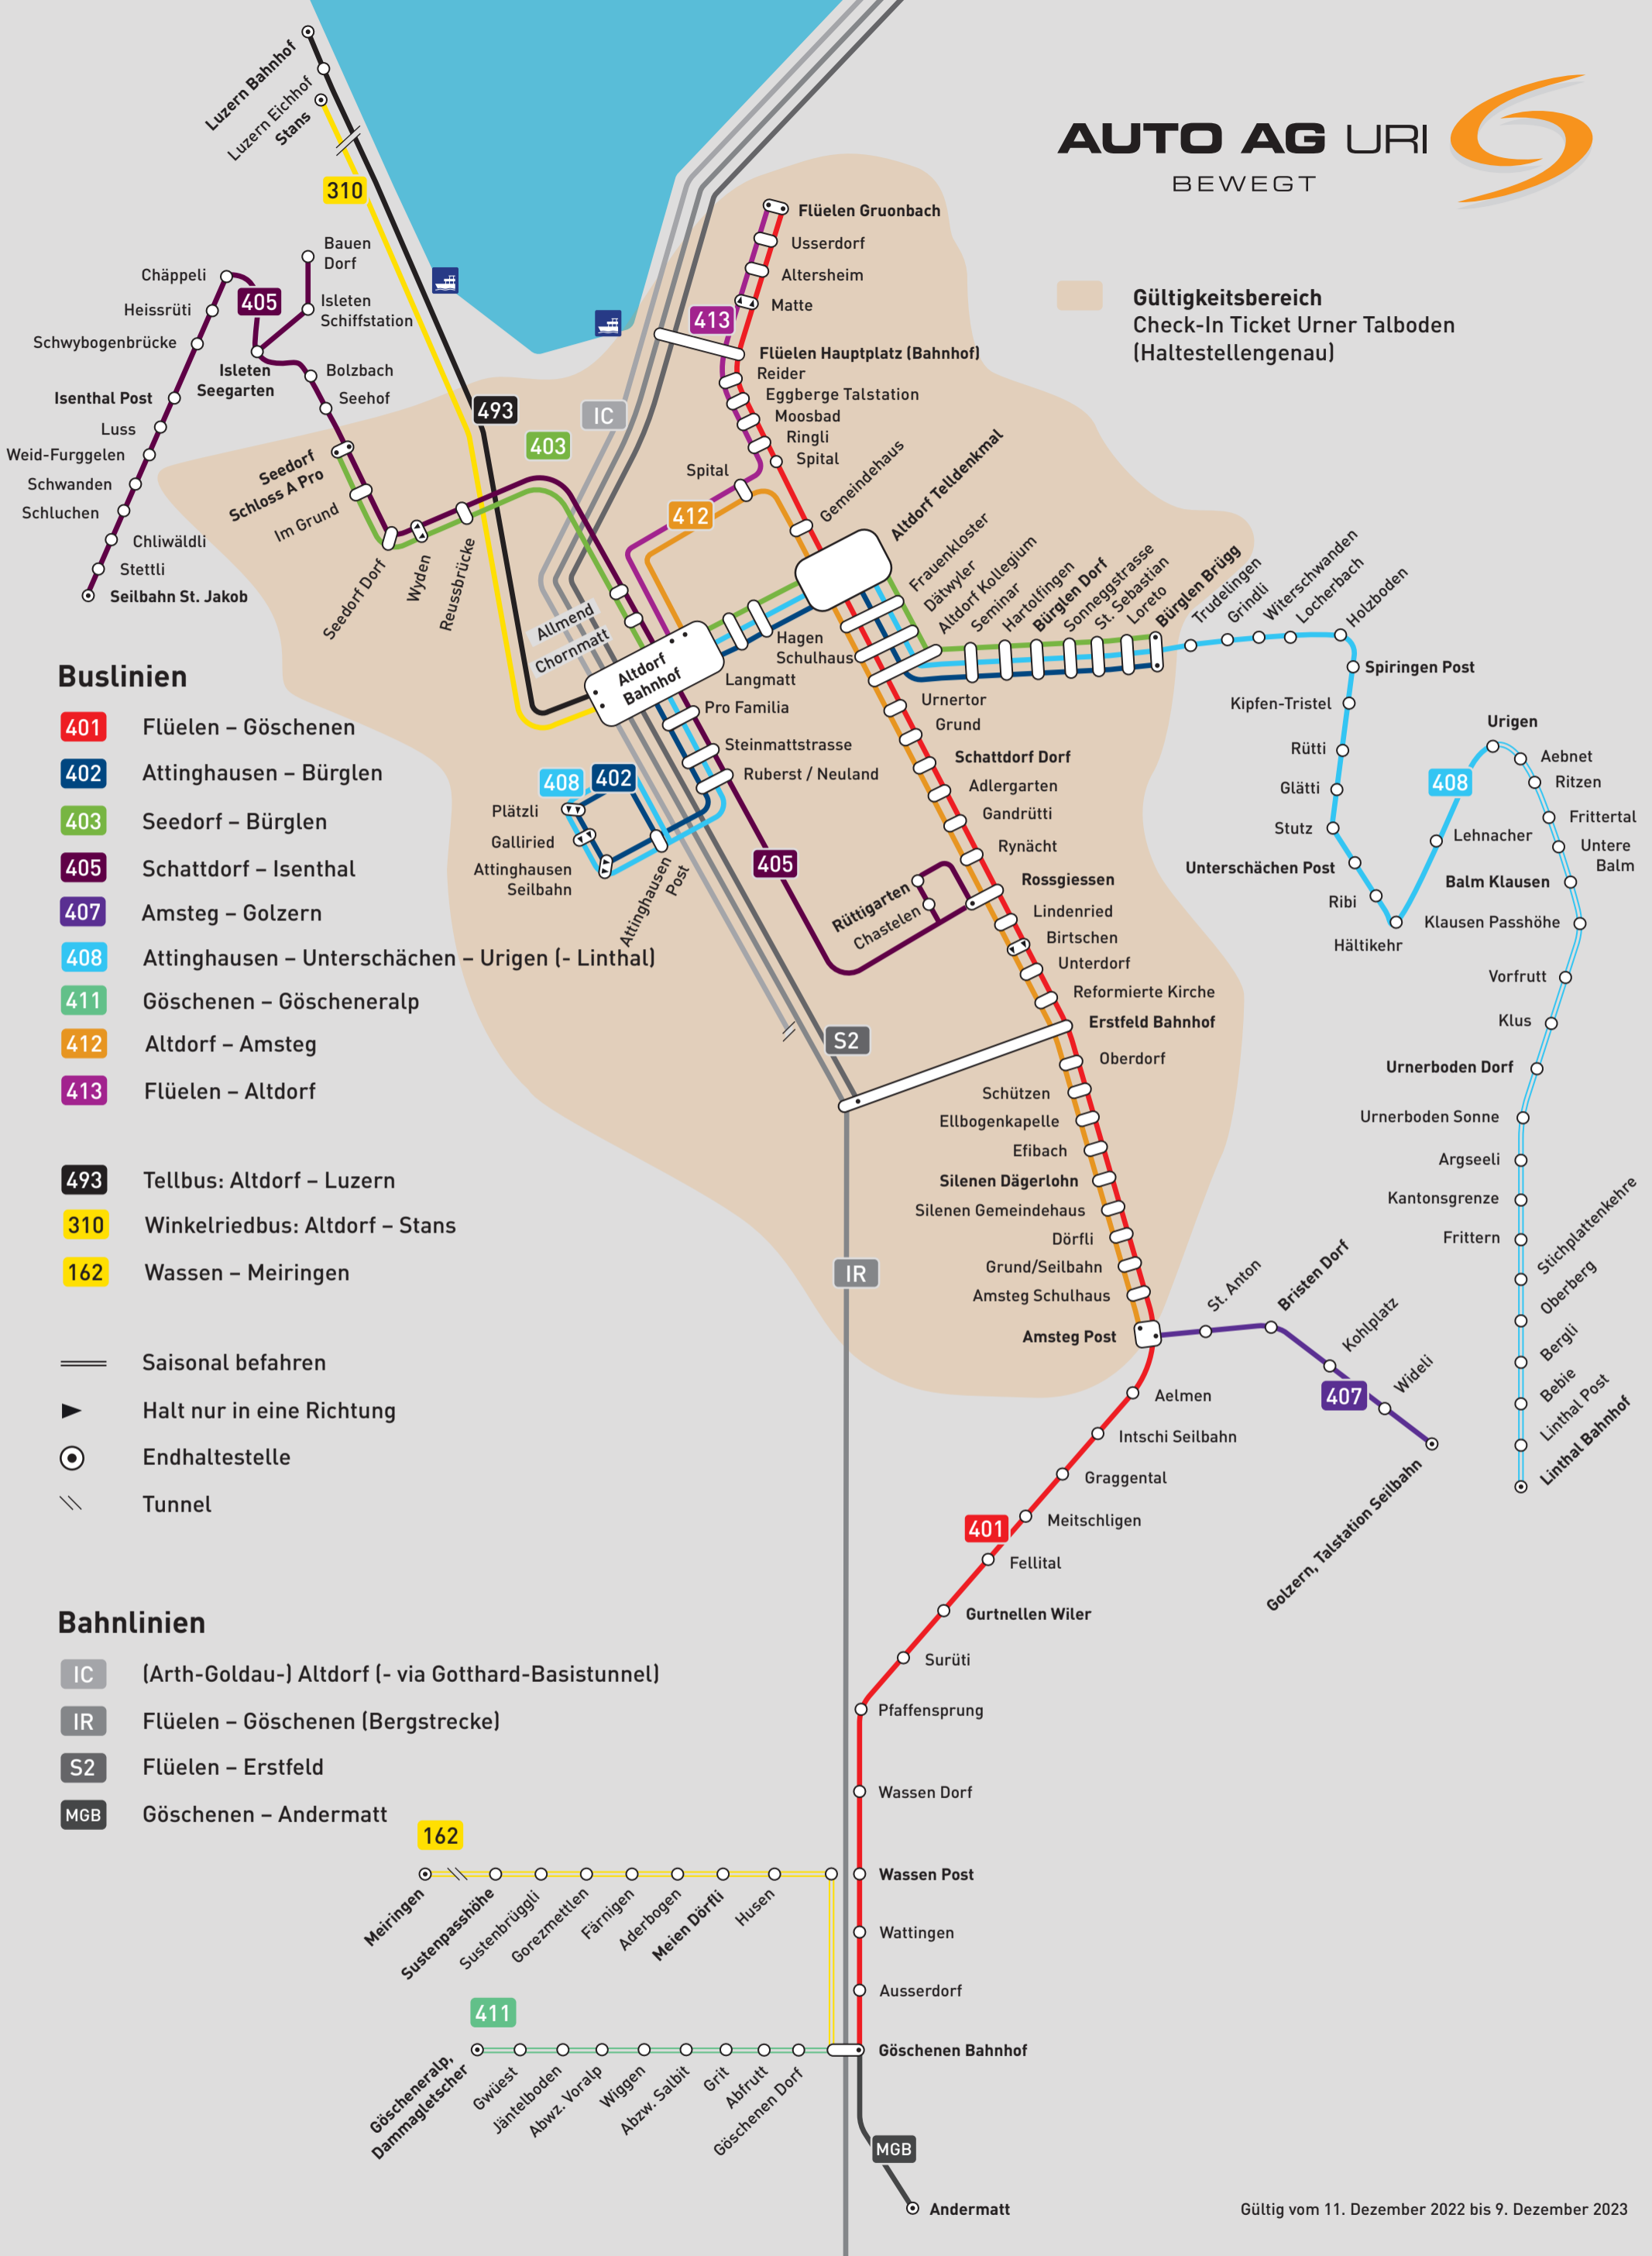 AUTO AG URI
BEWEGT
Gültigkeitsbereich
Check-In Ticket Urner Talboden
(Haltestellengenau)
Luzern Bahnhof
Luzern Eichhof
Stans
310
Bauen
Dorf
Chäppeli
405
Isleten
Schiffstation
Heissrüti
Schwybogenbrücke
Isleten
Seegarten
Bolzbach
Seehof
Isenthal Post
Luss
Weid-Furggelen
Schwanden
Schluchen
Chliwäldli
Stettli
Seilbahn St. Jakob
Seedorf
Schloss A Pro
Im Grund
Seedorf Dorf
Wyden
Reussbrücke
493
403
IC
413
412
Flüelen Gruonbach
Usserdorf
Altersheim
Matte
Flüelen Hauptplatz (Bahnhof)
Reider
Eggberge Talstation
Moosbad
Ringli
Spital
Spital
Gemeindehaus
Altdorf Telldenkmal
Frauenkloster
Dätwyler
Altdorf Kollegium
Seminar
Hartolfingen
Bürglen Dorf
Sonneggstrasse
St. Sebastian
Loreto
Bürglen Brügg
Trudelingen
Grindli
Witerschwanden
Locherbach
Holzboden
Spiringen Post
Kipfen-Tristel
Rütti
Glätti
Stutz
Unterschächen Post
Ribi
Hältikehr
Lehnacher
408
Urigen
Aebnet
Ritzen
Frittertal
Untere
Balm
Balm Klausen
Klausen Passhöhe
Vorfrutt
Klus
Urnerboden Dorf
Urnerboden Sonne
Argseeli
Kantonsgrenze
Frittern
Stichplattenkehre
Oberberg
Bergli
Bebie
Linthal Post
Linthal Bahnhof
Allmend
Chornmatt
Altdorf
Bahnhof
Hagen
Schulhaus
Langmatt
Pro Familia
Steinmattstrasse
Ruberst / Neuland
408
402
Plätzli
Galliried
Attinghausen
Seilbahn
Attinghausen
Post
405
Rüttigarten
Chastelen
Urnertor
Grund
Schattdorf Dorf
Adlergarten
Gandrütti
Rynächt
Rossgiessen
Lindenried
Birtschen
Unterdorf
Reformierte Kirche
Erstfeld Bahnhof
S2
Oberdorf
Schützen
Ellbogenkapelle
Efibach
Silenen Dägerlohn
Silenen Gemeindehaus
Dörfli
Grund/Seilbahn
Amsteg Schulhaus
Amsteg Post
IR
St. Anton
Bristen Dorf
Kohlplatz
Wideli
407
Golzern, Talstation Seilbahn
Aelmen
Intschi Seilbahn
Graggental
Meitschligen
401
Fellital
Gurtnellen Wiler
Surüti
Pfaffensprung
Wassen Dorf
Wassen Post
Wattingen
Ausserdorf
Göschenen Bahnhof
MGB
Andermatt
Buslinien
401 Flüelen – Göschenen
402 Attinghausen – Bürglen
403 Seedorf – Bürglen
405 Schattdorf – Isenthal
407 Amsteg – Golzern
408 Attinghausen – Unterschächen – Urigen (- Linthal)
411 Göschenen – Göscheneralp
412 Altdorf – Amsteg
413 Flüelen – Altdorf
493 Tellbus: Altdorf – Luzern
310 Winkelriedbus: Altdorf – Stans
162 Wassen – Meiringen
Saisonal befahren
Halt nur in eine Richtung
Endhaltestelle
Tunnel
Bahnlinien
IC (Arth-Goldau-) Altdorf (- via Gotthard-Basistunnel)
IR Flüelen – Göschenen (Bergstrecke)
S2 Flüelen – Erstfeld
MGB Göschenen – Andermatt
162
Meiringen
Sustenpasshöhe
Sustenbrüggli
Gorezmettlen
Färnigen
Aderbogen
Meien Dörfli
Husen
411
Göscheneralp,
Dammagletscher
Gwüest
Jäntelboden
Abwz. Voralp
Wiggen
Abzw. Salbit
Grit
Abfrutt
Göschenen Dorf
Gültig vom 11. Dezember 2022 bis 9. Dezember 2023